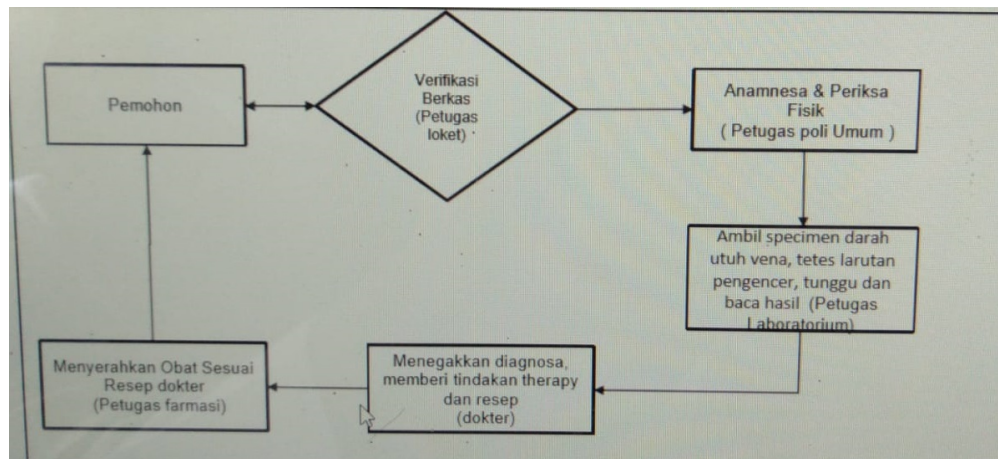 Pemohon
Verifikasi
Berkas
(Petugas
loket)
Anamnesa & Periksa
Fisik
( Petugas poli Umum )
Ambil specimen darah
utuh vena, tetes larutan
pengencer, tunggu dan
baca hasil (Petugas
Laboratorium)
Menegakkan diagnosa,
memberi tindakan therapy
dan resep
(dokter)
Menyerahkan Obat Sesuai
Resep dokter
(Petugas farmasi)